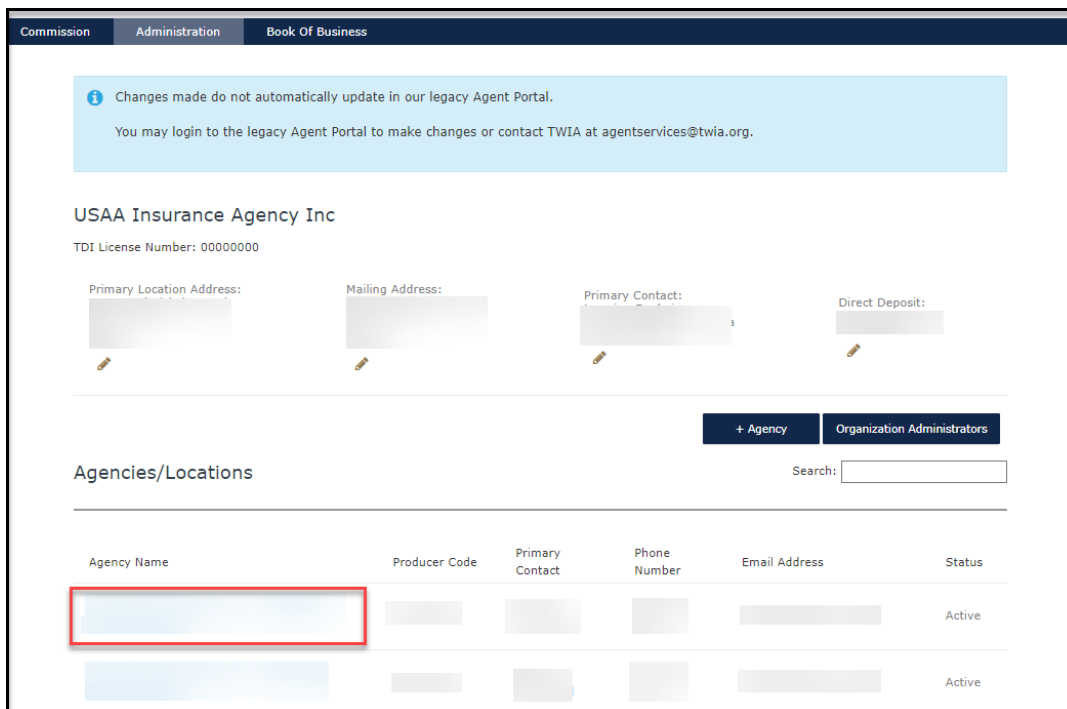 Commission Administration Book Of Business
Changes made do not automatically update in our legacy Agent Portal.
You may login to the legacy Agent Portal to make changes or contact TWIA at agentservices@twia.org.
USAA Insurance Agency Inc
TDI License Number: 00000000
Primary Location Address: Mailing Address: Primary Contact: Direct Deposit:
+ Agency Organization Administrators
Agencies/Locations Search:
Agency Name Producer Code Primary Contact Phone Number Email Address Status
Active
Active